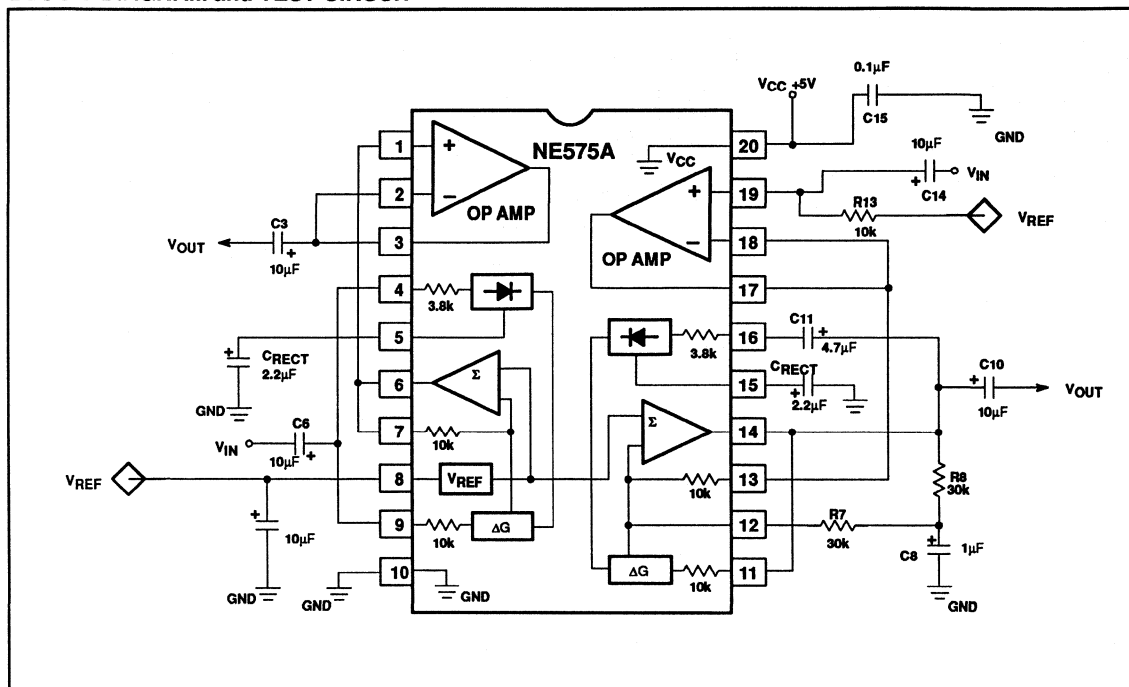 NE575A
1
2
3
4
5
6
7
8
9
10
20
19
18
17
16
15
14
13
12
11
+
−
OP AMP
C3
VOUT
+
10µF
3.8k
CRECT
+
2.2µF
GND
Σ
C6
VIN
10µF
+
10k
VREF
VREF
+
10µF
10k
ΔG
GND
GND
GND
VCC +5V
0.1µF
C15
GND
VCC
10µF
+
C14
VIN
R13
10k
VREF
+
−
OP AMP
C11
+
4.7µF
3.8k
CRECT
+
2.2µF
C10
+
10µF
VOUT
Σ
10k
R8
30k
R7
30k
ΔG
10k
+
C8
1µF
GND